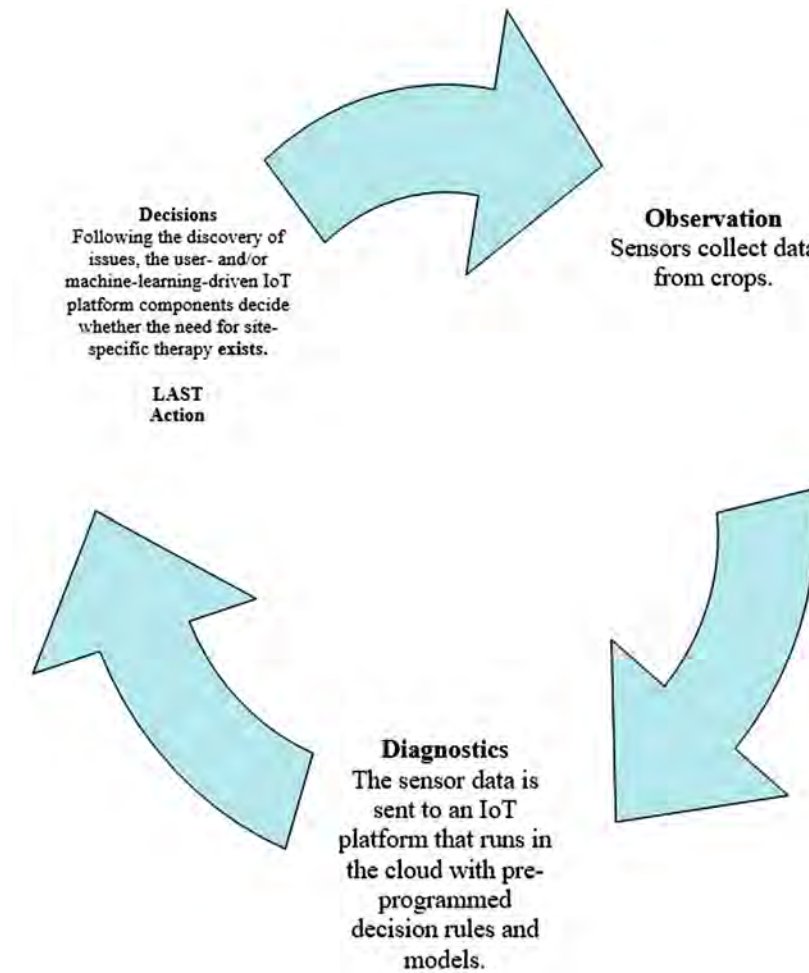 Decisions
Following the discovery of
issues, the user- and/or
machine-learning-driven IoT
platform components decide
whether the need for site-
specific therapy exists.
LAST
Action
Observation
Sensors collect data
from crops.
Diagnostics
The sensor data is
sent to an IoT
platform that runs in
the cloud with pre-
programmed
decision rules and
models.